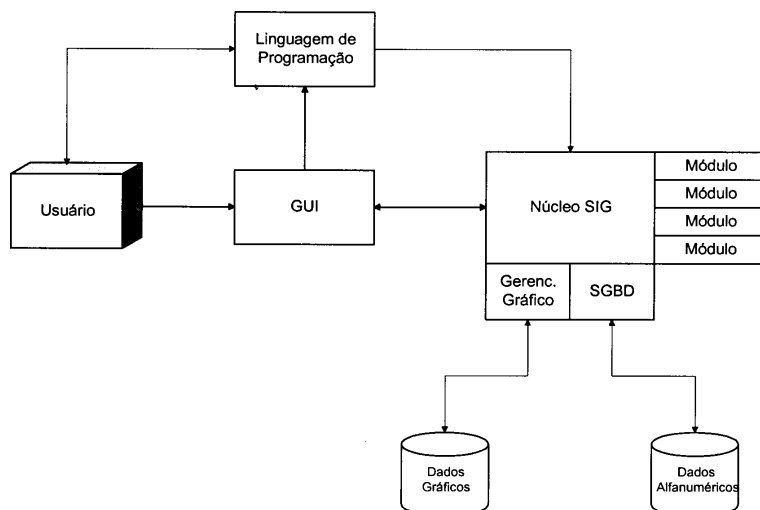 Linguagem de
Programação
Usuário
GUI
Núcleo SIG
Módulo
Módulo
Módulo
Módulo
Gerenc.
Gráfico
SGBD
Dados
Gráficos
Dados
Alfanuméricos